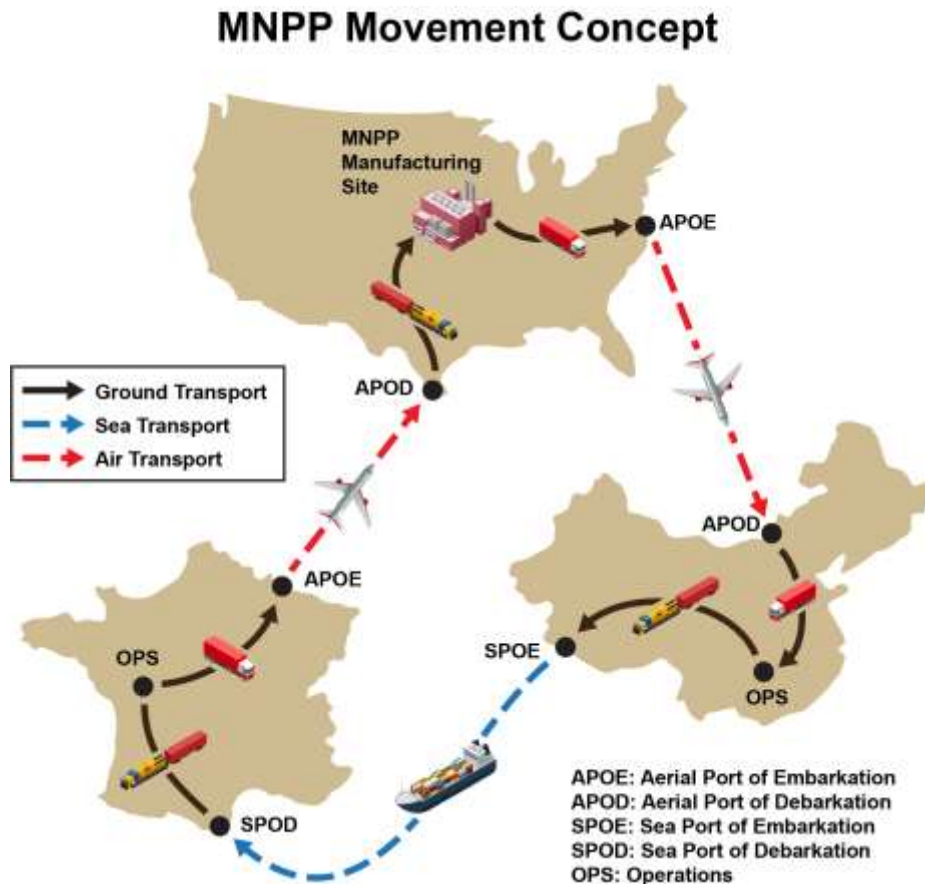 MNPP Movement Concept
MNPP
Manufacturing
Site
APOE
APOD
Ground Transport
Sea Transport
Air Transport
APOD
APOE
SPOE
OPS
OPS
SPOD
APOE: Aerial Port of Embarkation
APOD: Aerial Port of Debarkation
SPOE: Sea Port of Embarkation
SPOD: Sea Port of Debarkation
OPS: Operations